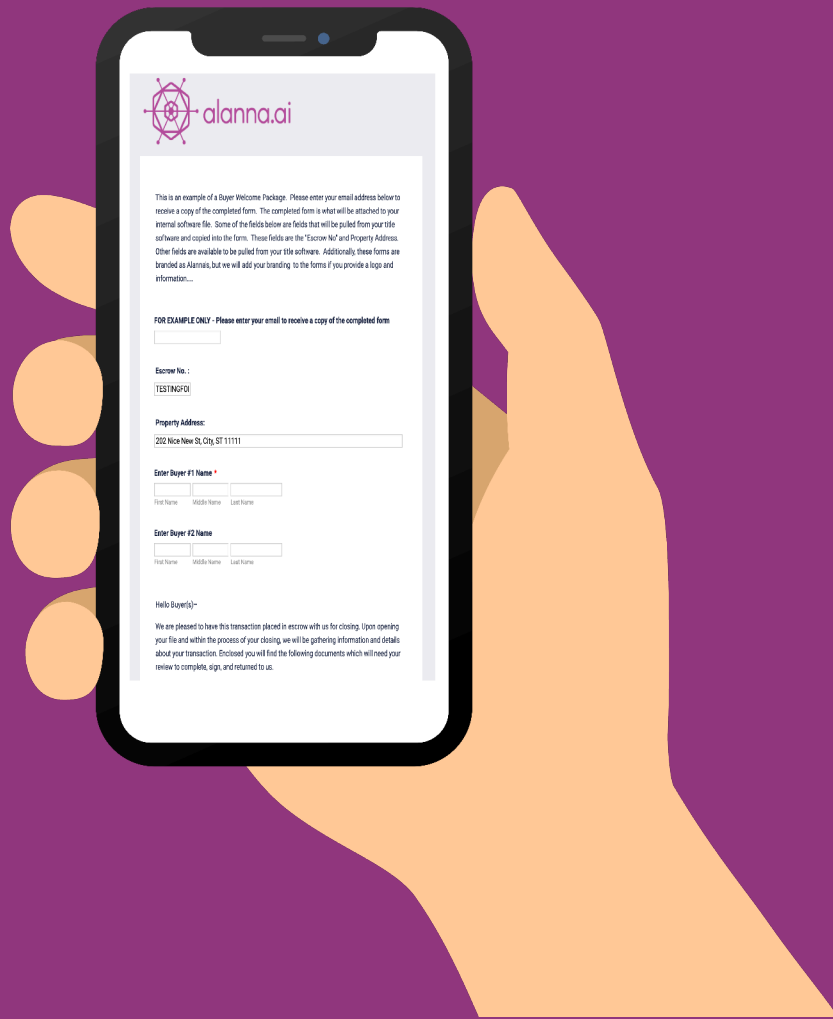 alanna.ai
This is an example of a Buyer Welcome Package. Please enter your email address below to
receive a copy of the completed form. The completed form is what will be attached to your
internal software file. Some of the fields below are fields that will be pulled from your title
software and copied into the form. These fields are the "Escrow No" and Property Address.
Other fields are available to be pulled from your title software. Additionally, these forms are
branded as Alannais, but we will add your branding to the forms if you provide a logo and
information....
FOR EXAMPLE ONLY - Please enter your email to receive a copy of the completed form
Escrow No. :
TESTINGFOI
Property Address:
202 Nice New St, City, ST 11111
Enter Buyer #1 Name *
First Name Middle Name Last Name
Enter Buyer #2 Name
First Name Middle Name Last Name
Hello Buyer(s)–
We are pleased to have this transaction placed in escrow with us for closing. Upon opening
your file and within the process of your closing, we will be gathering information and details
about your transaction. Enclosed you will find the following documents which will need your
review to complete, sign, and returned to us.